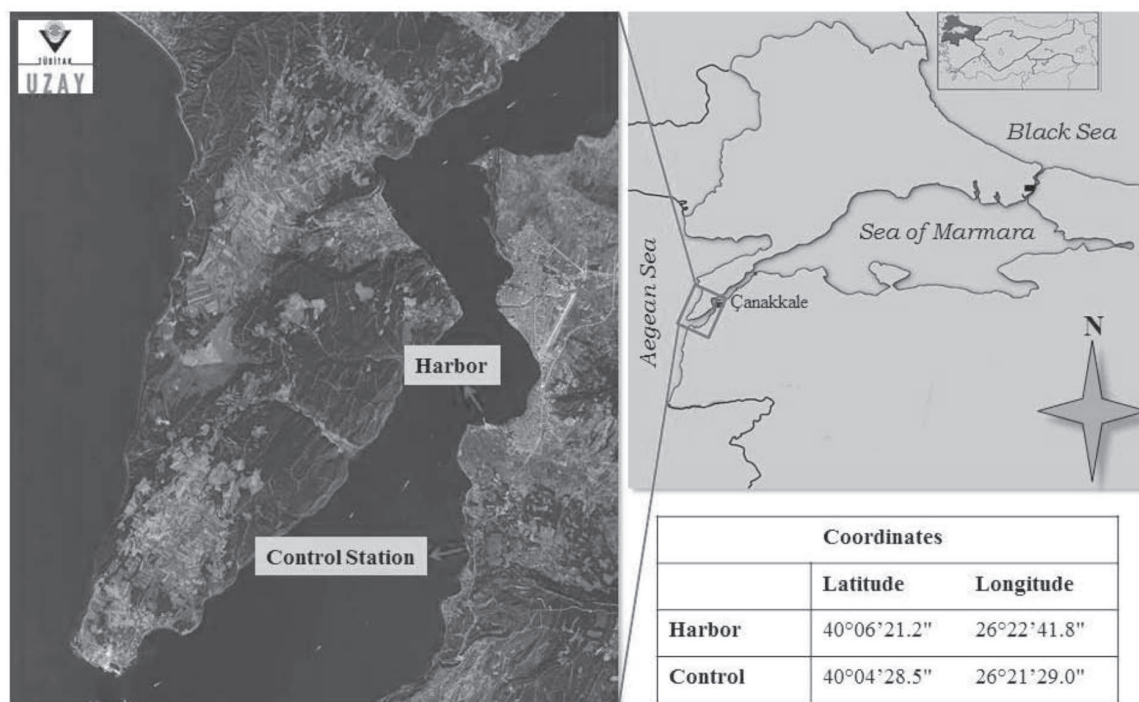 TÜBİTAK
UZAY
Harbor
Control Station
Black Sea
Sea of Marmara
Aegean Sea
Çanakkale
N
Coordinates
Latitude Longitude
Harbor 40°06'21.2" 26°22'41.8"
Control 40°04'28.5" 26°21'29.0"